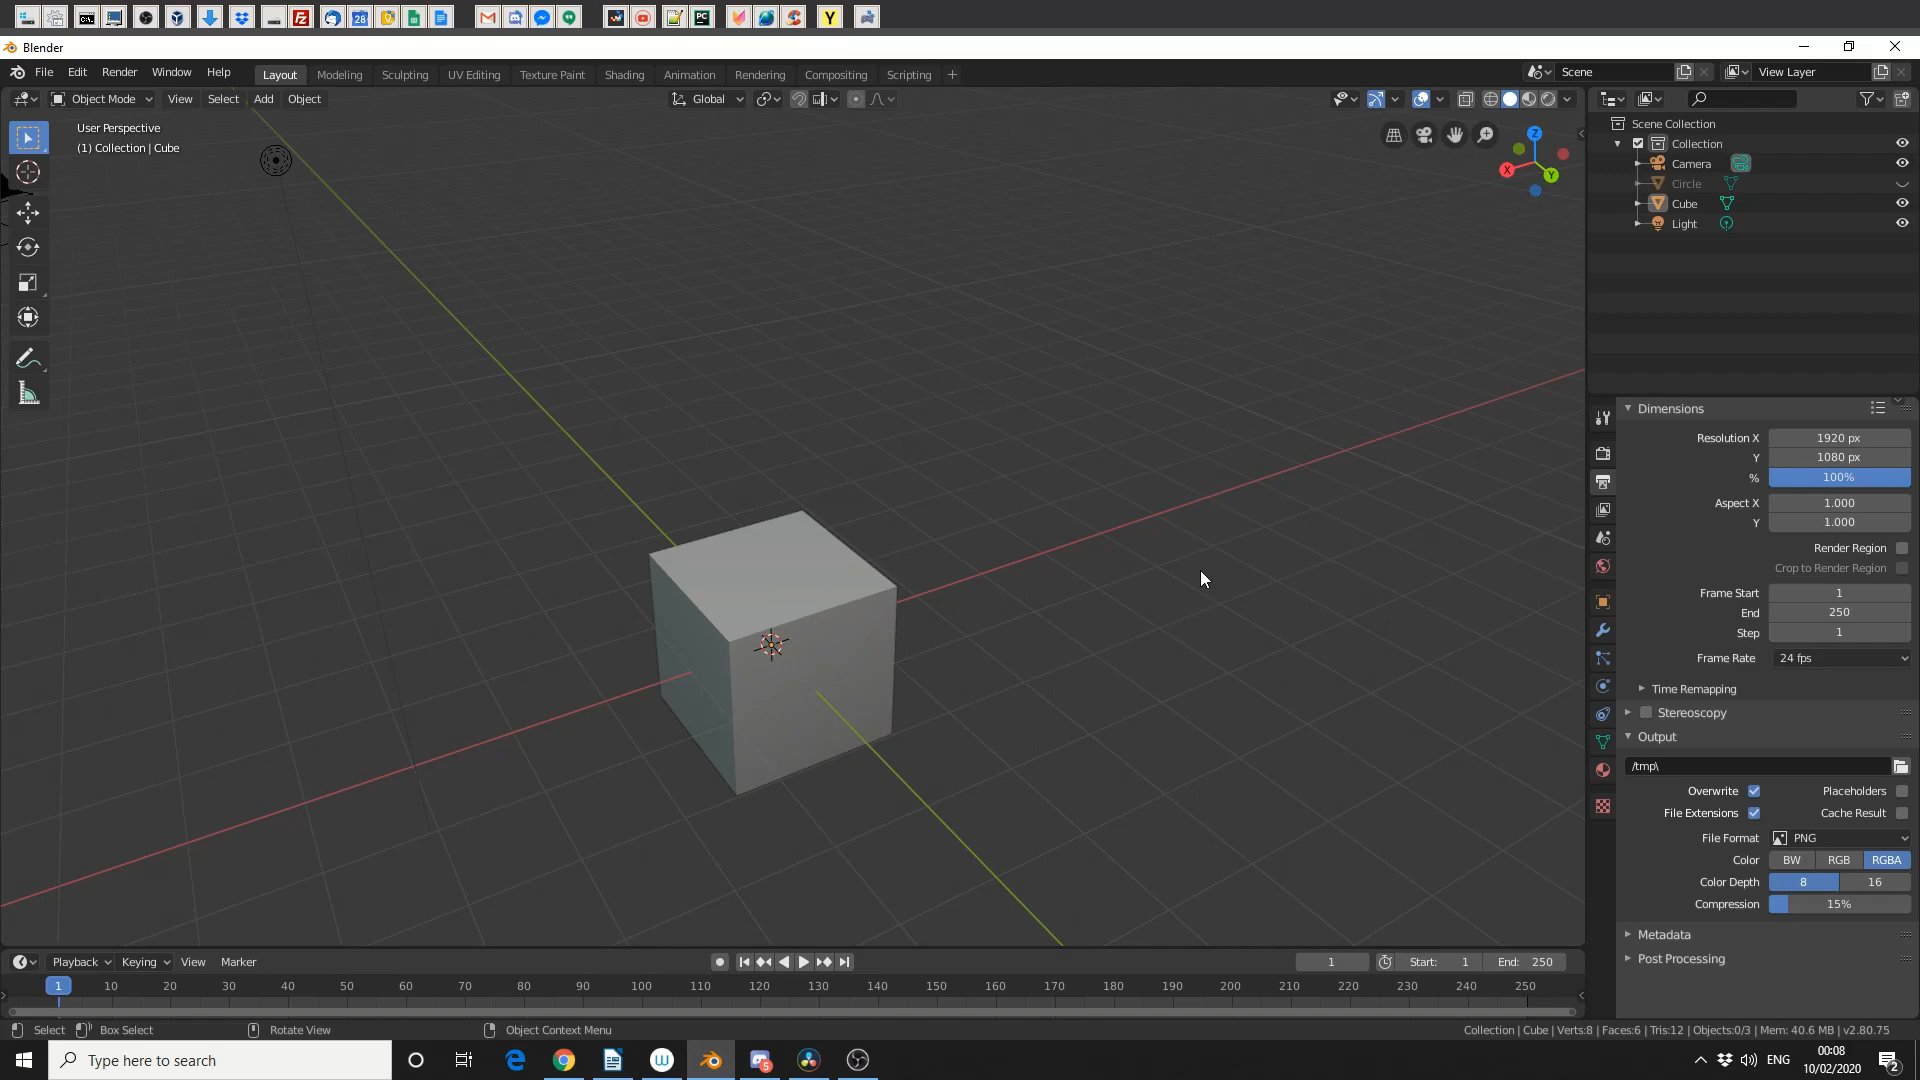 Blender
File Edit Render Window Help Layout Modeling Sculpting UV Editing Texture Paint Shading Animation Rendering Compositing Scripting + Scene View Layer
Object Mode View Select Add Object Global
User Perspective
(1) Collection | Cube
Z
X
Y
Scene Collection
Collection
Camera
Circle
Cube
Light
Dimensions
Resolution X 1920 px
Y 1080 px
% 100%
Aspect X 1.000
Y 1.000
Render Region
Crop to Render Region
Frame Start 1
End 250
Step 1
Frame Rate 24 fps
Time Remapping
Stereoscopy
Output
/tmp\
Overwrite Placeholders
File Extensions Cache Result
File Format PNG
Color BW RGB RGBA
Color Depth 8 16
Compression 15%
Metadata
Post Processing
Playback Keying View Marker 1 Start: 1 End: 250
1 10 20 30 40 50 60 70 80 90 100 110 120 130 140 150 160 170 180 190 200 210 220 230 240 250
Select Box Select Rotate View Object Context Menu Collection | Cube | Verts:8 | Faces:6 | Tris:12 | Objects:0/3 | Mem: 40.6 MB | v2.80.75
Type here to search 5 ENG 00:08
10/02/2020 2